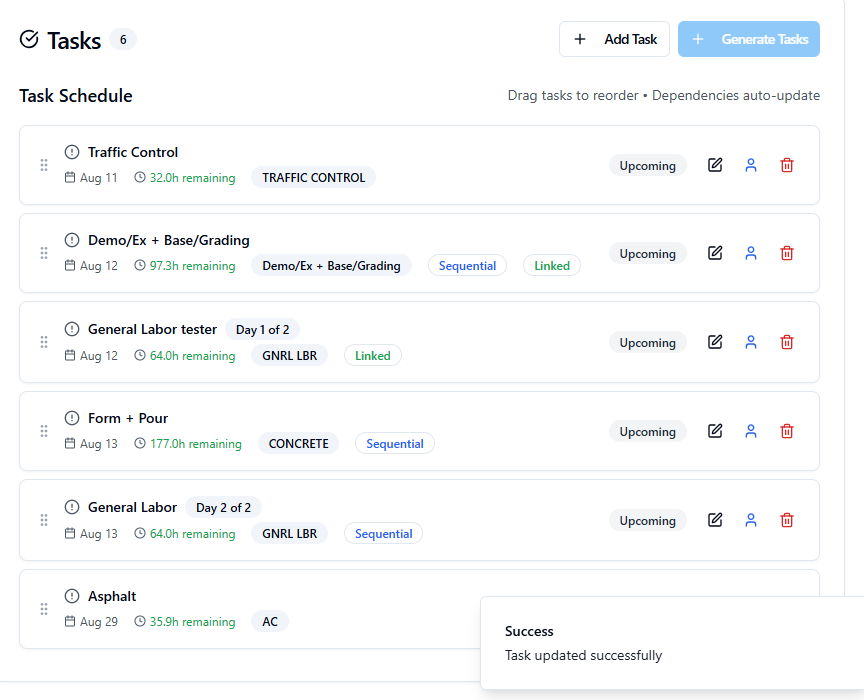 Tasks 6
Add Task
Generate Tasks
Task Schedule
Drag tasks to reorder • Dependencies auto-update
Traffic Control
Aug 11 32.0h remaining TRAFFIC CONTROL
Upcoming
Demo/Ex + Base/Grading
Aug 12 97.3h remaining Demo/Ex + Base/Grading Sequential Linked
Upcoming
General Labor tester Day 1 of 2
Aug 12 64.0h remaining GNRL LBR Linked
Upcoming
Form + Pour
Aug 13 177.0h remaining CONCRETE Sequential
Upcoming
General Labor Day 2 of 2
Aug 13 64.0h remaining GNRL LBR Sequential
Upcoming
Asphalt
Aug 29 35.9h remaining AC
Success
Task updated successfully